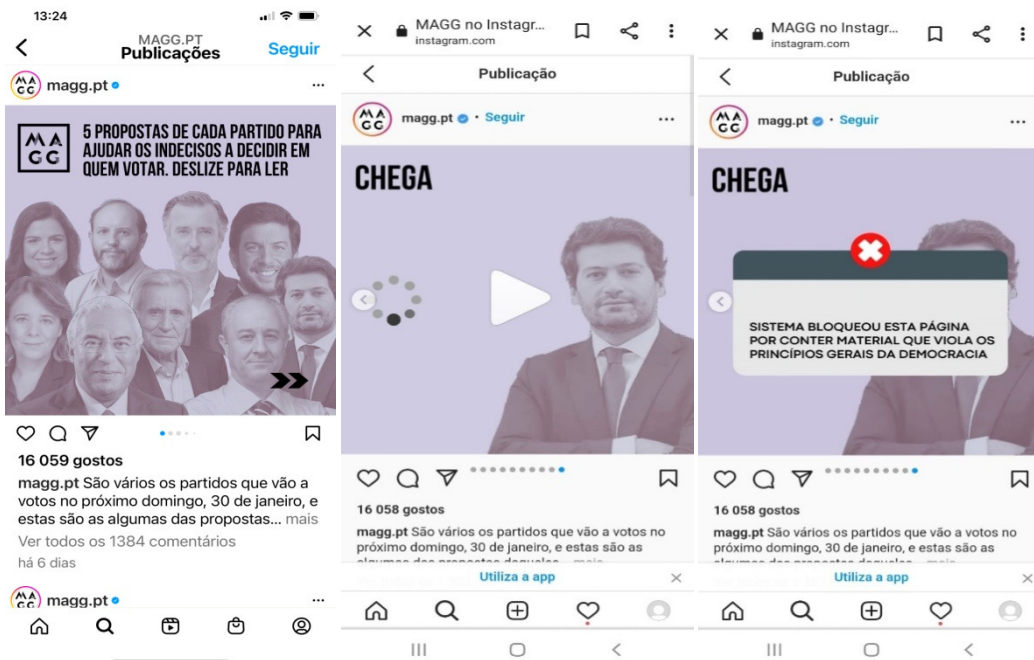 13:24
MAGG.PT
Publicações
Seguir
MAGG
magg.pt
MAGG
5 PROPOSTAS DE CADA PARTIDO PARA
AJUDAR OS INDECISOS A DECIDIR EM
QUEM VOTAR. DESLIZE PARA LER
16 059 gostos
magg.pt São vários os partidos que vão a
votos no próximo domingo, 30 de janeiro, e
estas são as algumas das propostas... mais
Ver todos os 1384 comentários
há 6 dias
MAGG
magg.pt
MAGG no Instagr...
instagram.com
Publicação
MAGG
magg.pt • Seguir
CHEGA
16 058 gostos
magg.pt São vários os partidos que vão a votos no
próximo domingo, 30 de janeiro, e estas são as
Utiliza a app
MAGG no Instagr...
instagram.com
Publicação
MAGG
magg.pt • Seguir
CHEGA
SISTEMA BLOQUEOU ESTA PÁGINA
POR CONTER MATERIAL QUE VIOLA OS
PRINCÍPIOS GERAIS DA DEMOCRACIA
16 058 gostos
magg.pt São vários os partidos que vão a votos no
próximo domingo, 30 de janeiro, e estas são as
Utiliza a app